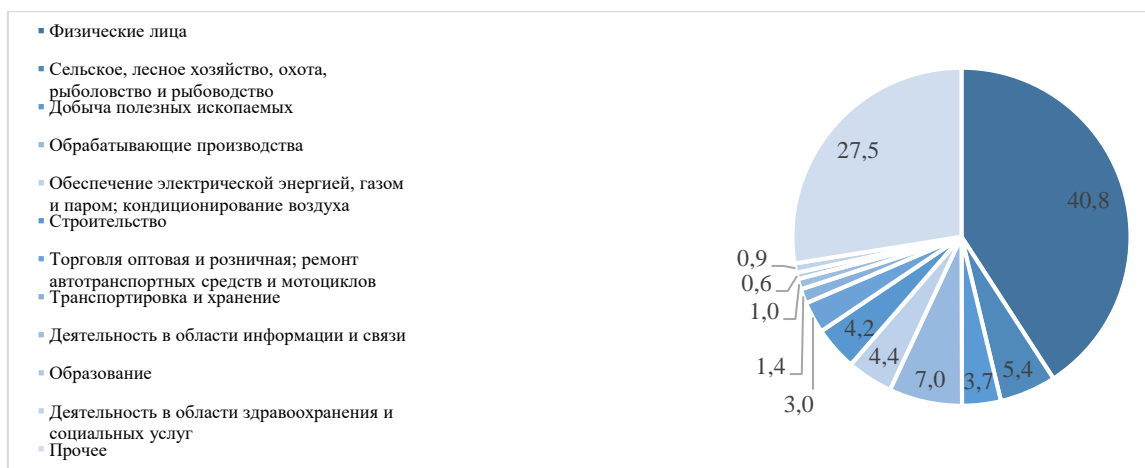 Физические лица
Сельское, лесное хозяйство, охота,
рыболовство и рыбоводство
Добыча полезных ископаемых
Обрабатывающие производства
Обеспечение электрической энергией, газом
и паром; кондиционирование воздуха
Строительство
Торговля оптовая и розничная; ремонт
автотранспортных средств и мотоциклов
Транспортировка и хранение
Деятельность в области информации и связи
Образование
Деятельность в области здравоохранения и
социальных услуг
Прочее
40,8
5,4
3,7
7,0
4,4
4,2
3,0
1,4
1,0
0,6
0,9
27,5